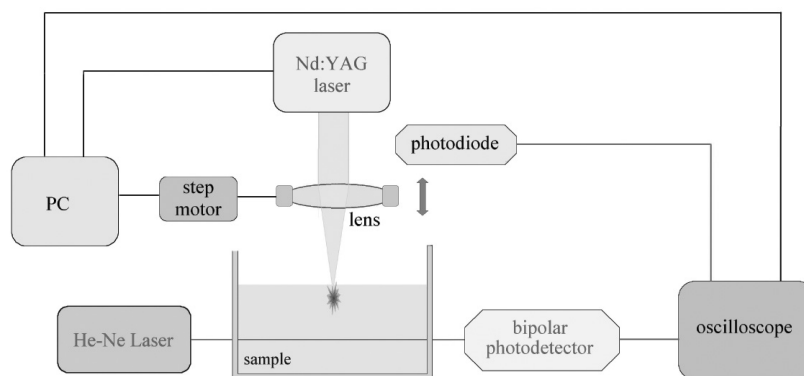 Nd:YAG
laser
photodiode
PC
step
motor
lens
He-Ne Laser
sample
bipolar
photodetector
oscilloscope